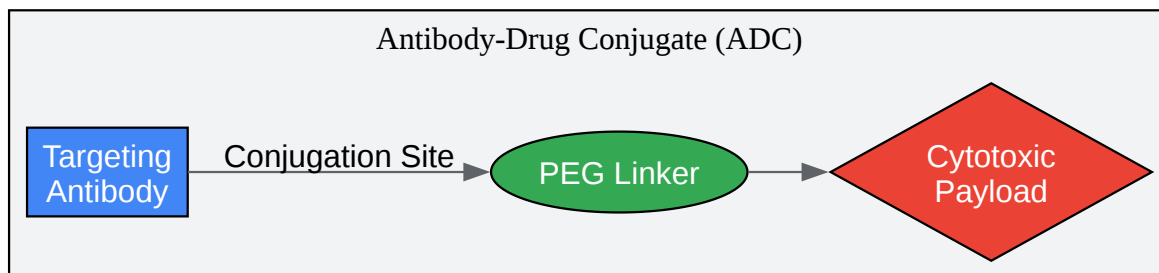 Antibody-Drug Conjugate (ADC)
Targeting
Antibody
Conjugation Site
PEG Linker
Cytotoxic
Payload